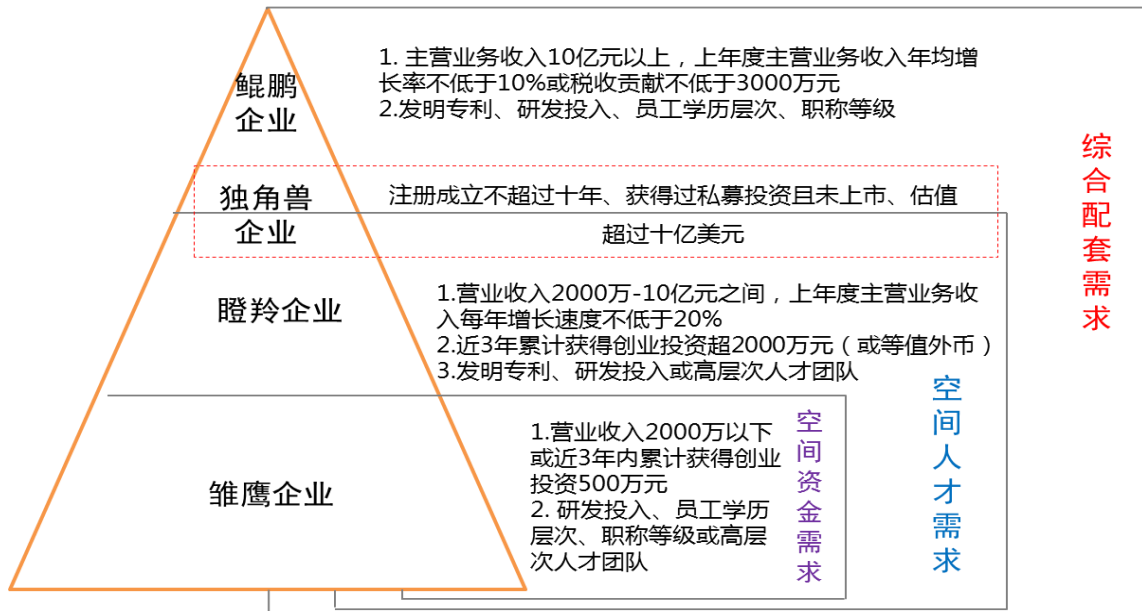 鲲鹏
企业
1. 主营业务收入10亿元以上，上年度主营业务收入年均增
长率不低于10%或税收贡献不低于3000万元
2.发明专利、研发投入、员工学历层次、职称等级
独角兽
企业
注册成立不超过十年、获得过私募投资且未上市、估值
超过十亿美元
瞪羚企业
1.营业收入2000万-10亿元之间，上年度主营业务收
入每年增长速度不低于20%
2.近3年累计获得创业投资超2000万元（或等值外币）
3.发明专利、研发投入或高层次人才团队
雏鹰企业
1.营业收入2000万以下
或近3年内累计获得创业
投资500万元
2. 研发投入、员工学历
层次、职称等级或高层
次人才团队
空间资金需求
空间人才需求
综合配套需求